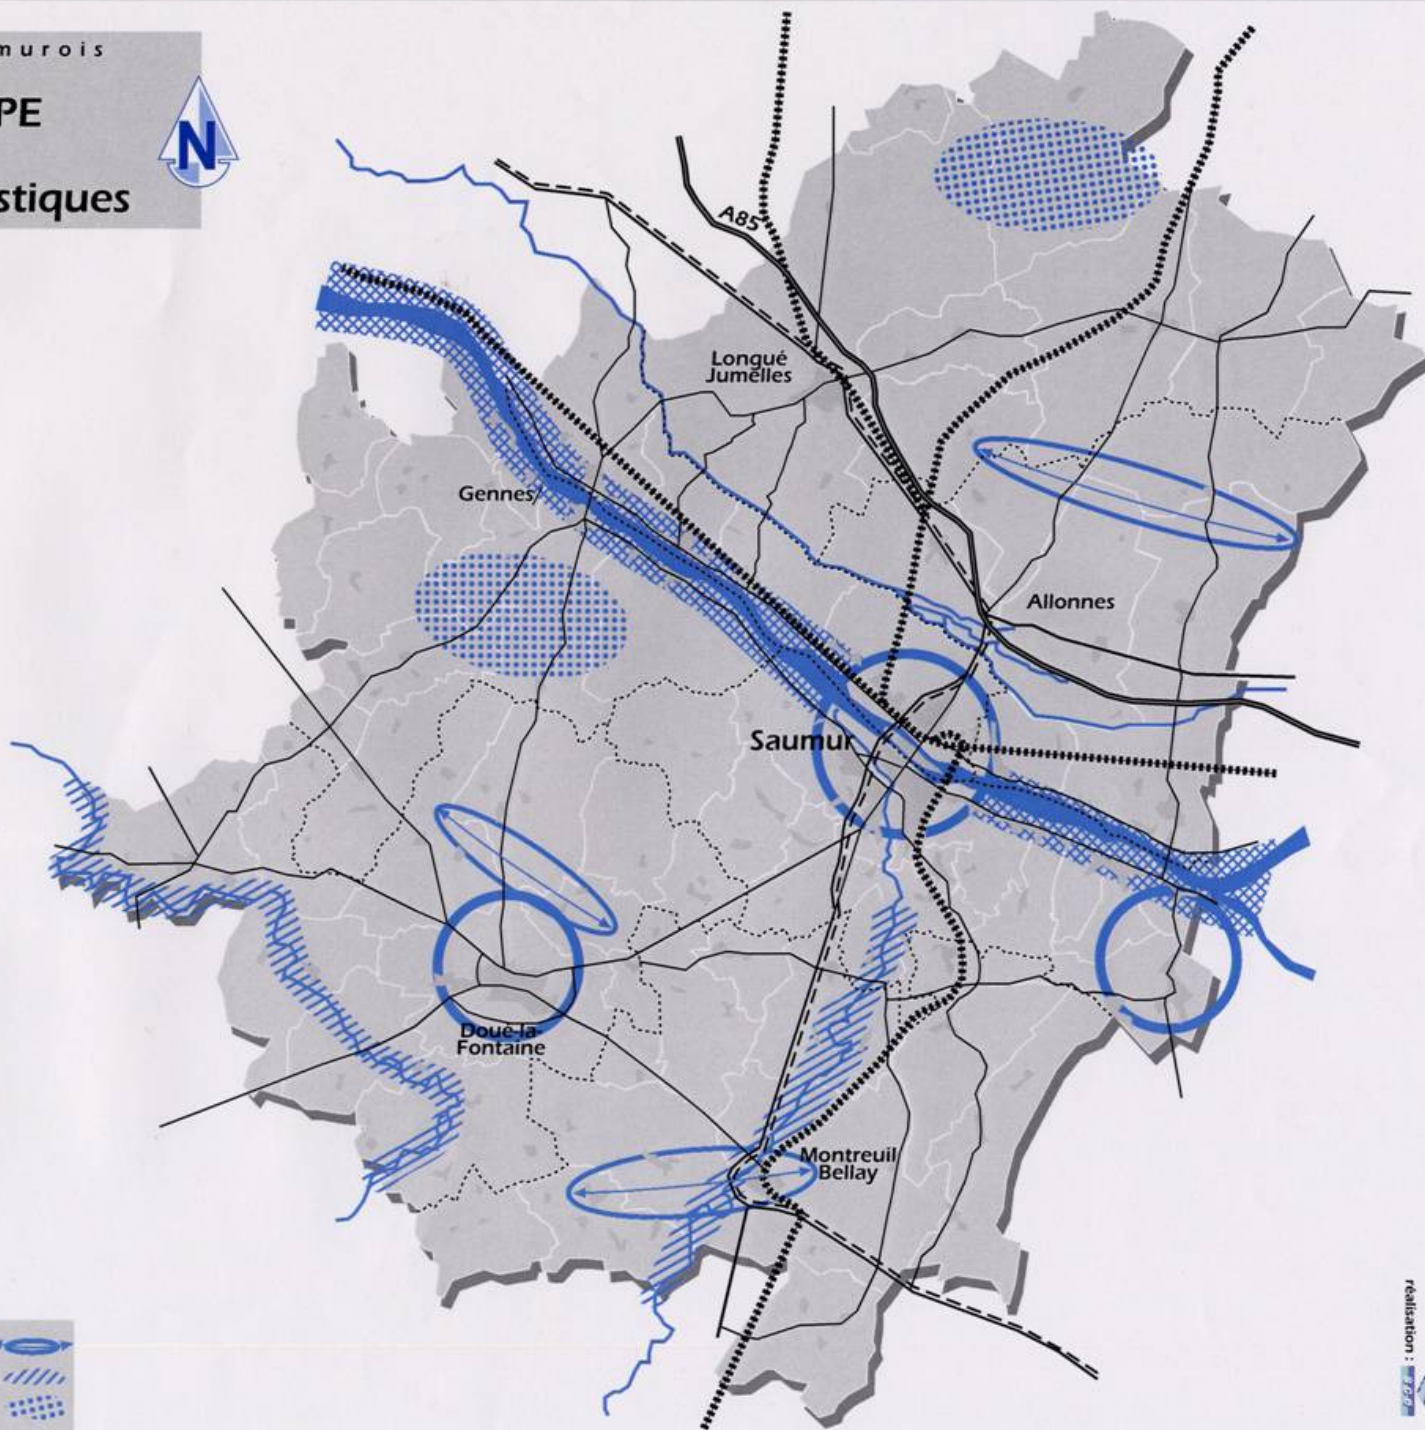 murois
PE
N
stiques
A85
Longué
Jumelles
Gennes
Allonnes
Saumur
Doué-la-
Fontaine
Montreuil
Bellay
réalisation :